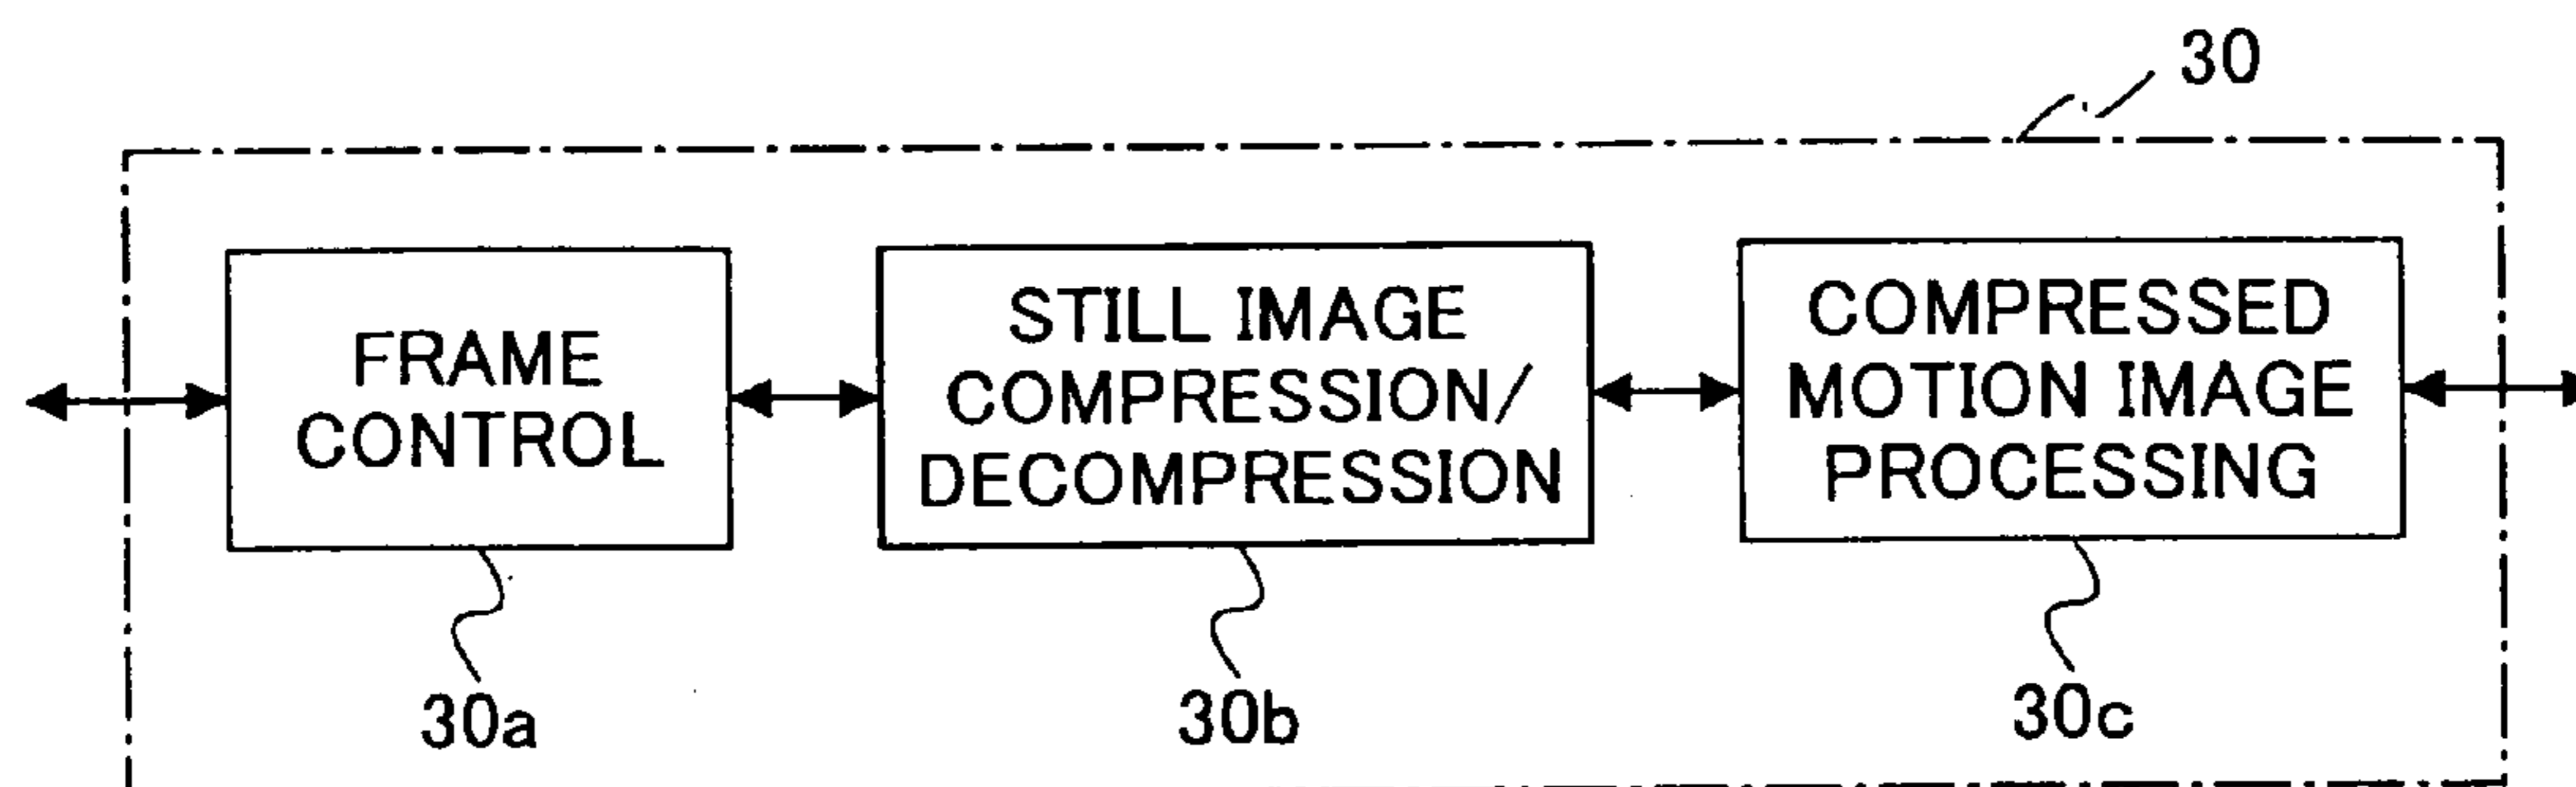 30
FRAME
CONTROL
STILL IMAGE
COMPRESSION/
DECOMPRESSION
COMPRESSED
MOTION IMAGE
PROCESSING
30a
30b
30c